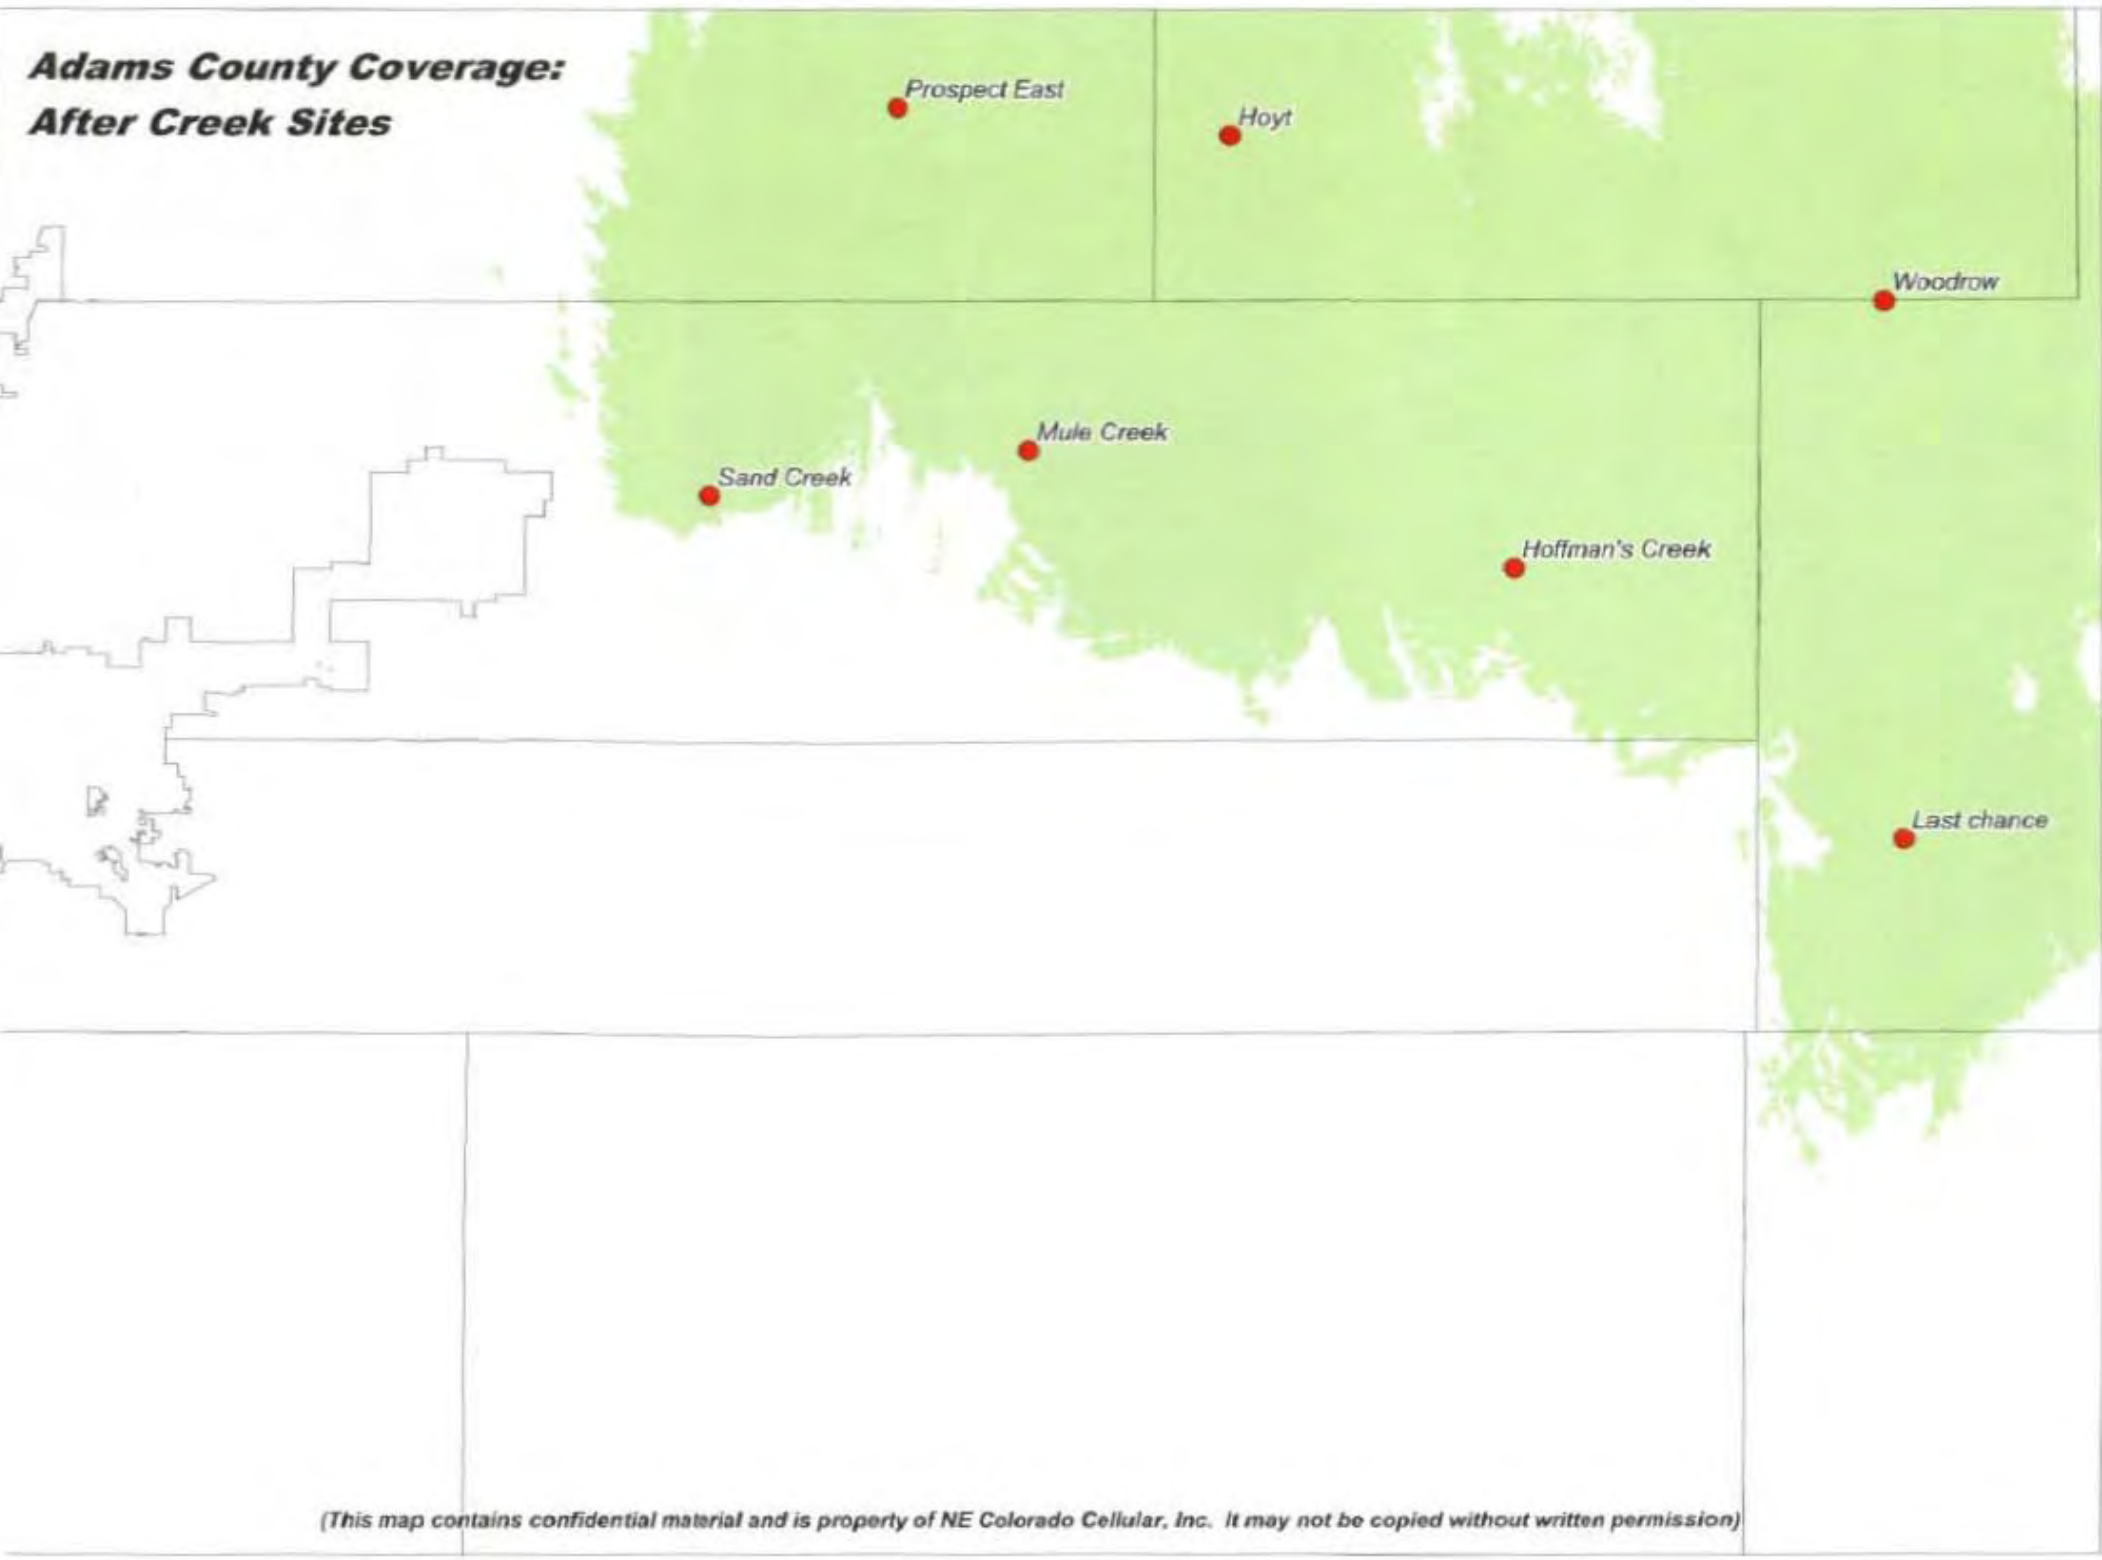 Adams County Coverage:
After Creek Sites
Prospect East
Hoyt
Woodrow
Mule Creek
Sand Creek
Hoffman's Creek
Last chance
(This map contains confidential material and is property of NE Colorado Cellular, Inc. It may not be copied without written permission)